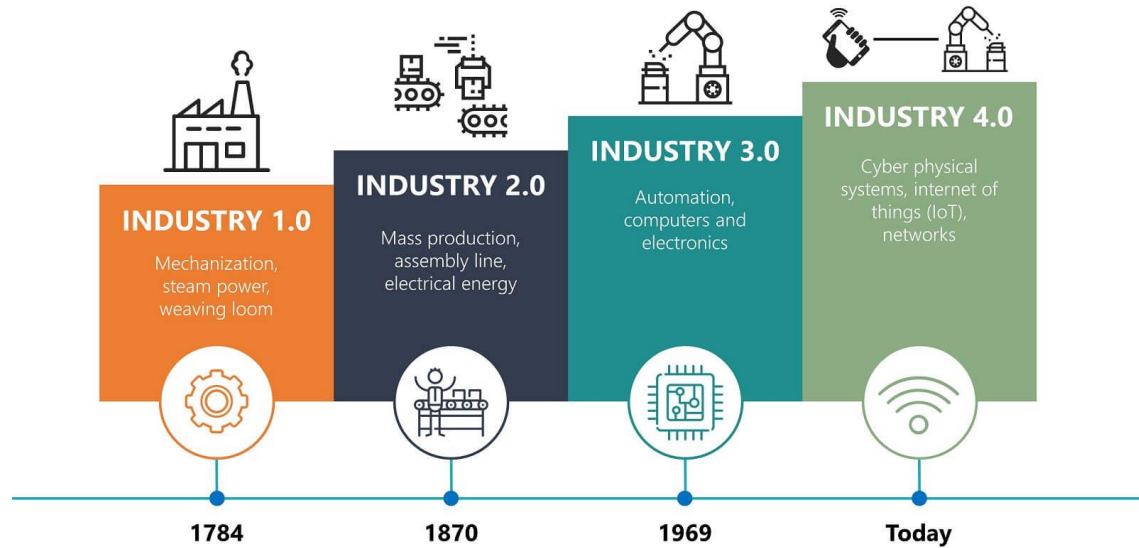 INDUSTRY 1.0
Mechanization,
steam power,
weaving loom
INDUSTRY 2.0
Mass production,
assembly line,
electrical energy
INDUSTRY 3.0
Automation,
computers and
electronics
INDUSTRY 4.0
Cyber physical
systems, internet of
things (IoT),
networks
1784
1870
1969
Today